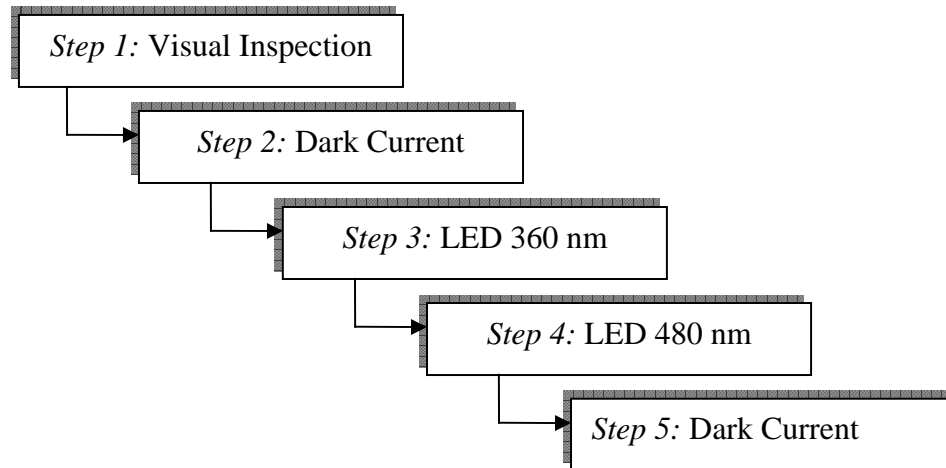 Step 1: Visual Inspection
Step 2: Dark Current
Step 3: LED 360 nm
Step 4: LED 480 nm
Step 5: Dark Current